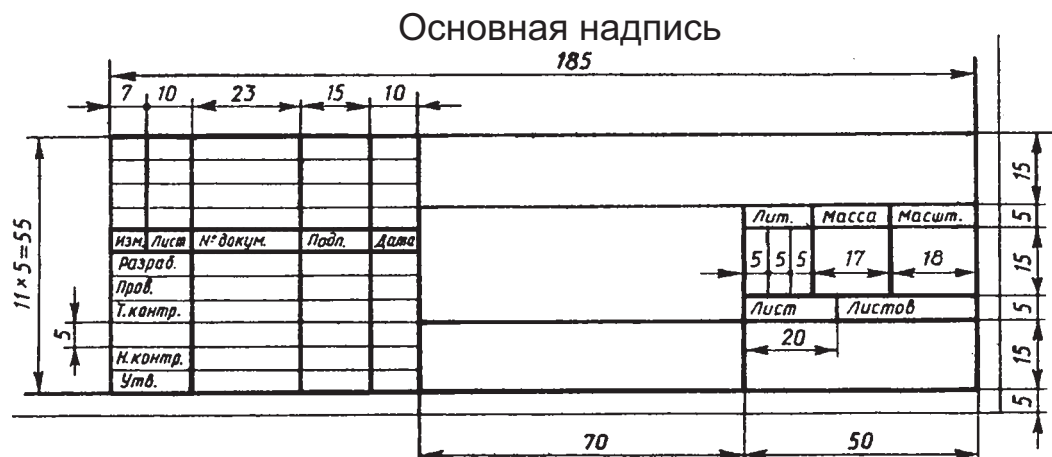 Основная надпись
185
7 10 23 15 10
15
Лит. Масса Масшт. 5
11×5=55
Изм. Лист № докум. Подп. Дата
Разраб. 5 5 5 17 18 15
Пров.
Т.контр. Лист Листов 5
5 20
Н.контр. 15
Утв.
5
70 50